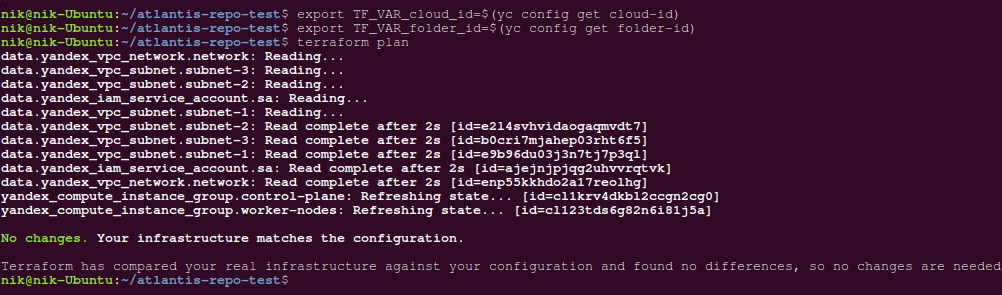 nik@nik-Ubuntu:~/atlantis-repo-test$ export TF_VAR_cloud_id=$(yc config get cloud-id)
nik@nik-Ubuntu:~/atlantis-repo-test$ export TF_VAR_folder_id=$(yc config get folder-id)
nik@nik-Ubuntu:~/atlantis-repo-test$ terraform plan
data.yandex_vpc_network.network: Reading...
data.yandex_vpc_subnet.subnet-3: Reading...
data.yandex_vpc_subnet.subnet-2: Reading...
data.yandex_iam_service_account.sa: Reading...
data.yandex_vpc_subnet.subnet-1: Reading...
data.yandex_vpc_subnet.subnet-2: Read complete after 2s [id=e2l4svhvidaogaqmvdt7]
data.yandex_vpc_subnet.subnet-3: Read complete after 2s [id=b0cri7mjahep03rht6f5]
data.yandex_vpc_subnet.subnet-1: Read complete after 2s [id=e9b96du03j3n7tj7p3ql]
data.yandex_iam_service_account.sa: Read complete after 2s [id=ajejnjpjqg2uhvvrqtvk]
data.yandex_vpc_network.network: Read complete after 2s [id=enp55kkhdo2a17reolhg]
yandex_compute_instance_group.control-plane: Refreshing state... [id=cl1krv4dkbl2ccgn2cg0]
yandex_compute_instance_group.worker-nodes: Refreshing state... [id=cl123tds6g82n6i81j5a]
No changes. Your infrastructure matches the configuration.
Terraform has compared your real infrastructure against your configuration and found no differences, so no changes are needed
nik@nik-Ubuntu:~/atlantis-repo-test$